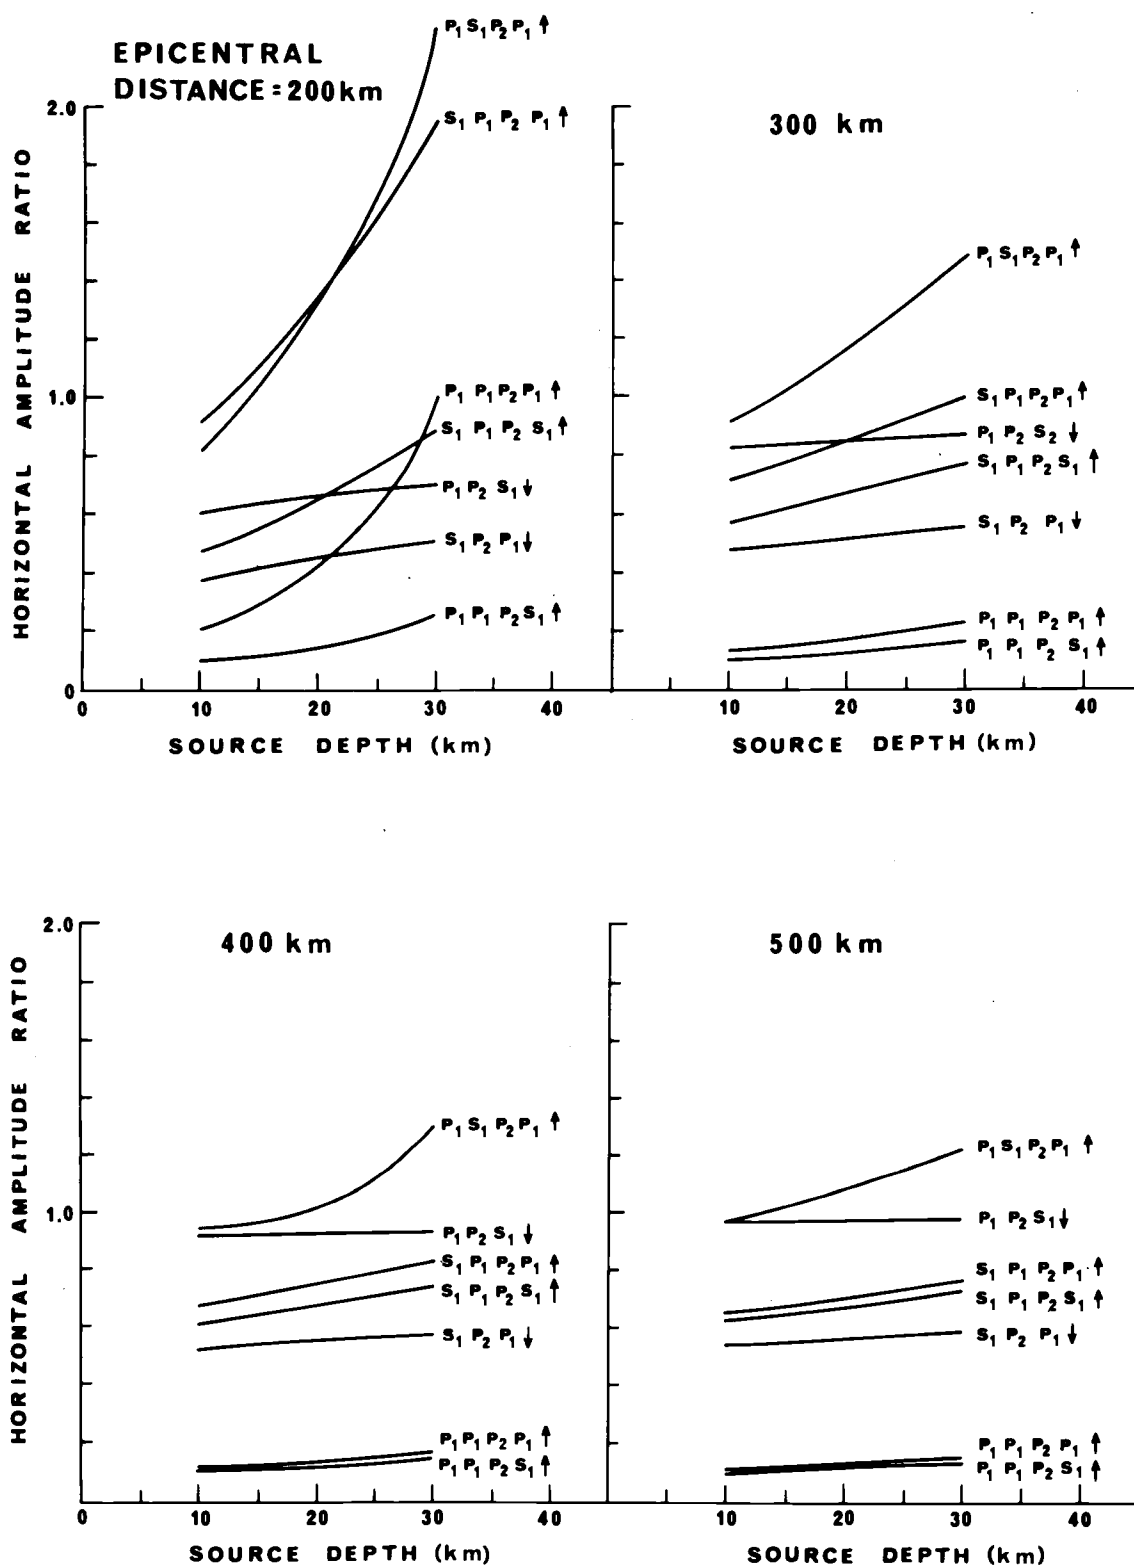 EPICENTRAL
DISTANCE = 200 km
HORIZONTAL AMPLITUDE RATIO
2.0
1.0
0
P₁ S₁ P₂ P₁ ↑
S₁ P₁ P₂ P₁ ↑
P₁ P₁ P₂ P₁ ↑
S₁ P₁ P₂ S₁ ↑
P₁ P₂ S₁ ↓
S₁ P₂ P₁ ↓
P₁ P₁ P₂ S₁ ↑
0 10 20 30 40
SOURCE DEPTH (km)
300 km
P₁ S₁ P₂ P₁ ↑
S₁ P₁ P₂ P₁ ↑
P₁ P₂ S₂ ↓
S₁ P₁ P₂ S₁ ↑
S₁ P₂ P₁ ↓
P₁ P₁ P₂ P₁ ↑
P₁ P₁ P₂ S₁ ↑
10 20 30 40
SOURCE DEPTH (km)
400 km
HORIZONTAL AMPLITUDE RATIO
2.0
1.0
P₁ S₁ P₂ P₁ ↑
P₁ P₂ S₁ ↓
S₁ P₁ P₂ P₁ ↑
S₁ P₁ P₂ S₁ ↑
S₁ P₂ P₁ ↓
P₁ P₁ P₂ P₁ ↑
P₁ P₁ P₂ S₁ ↑
0 10 20 30 40
SOURCE DEPTH (km)
500 km
P₁ S₁ P₂ P₁ ↑
P₁ P₂ S₁ ↓
S₁ P₁ P₂ P₁ ↑
S₁ P₁ P₂ S₁ ↑
S₁ P₂ P₁ ↓
P₁ P₁ P₂ P₁ ↑
P₁ P₁ P₂ S₁ ↑
10 20 30 40
SOURCE DEPTH (km)